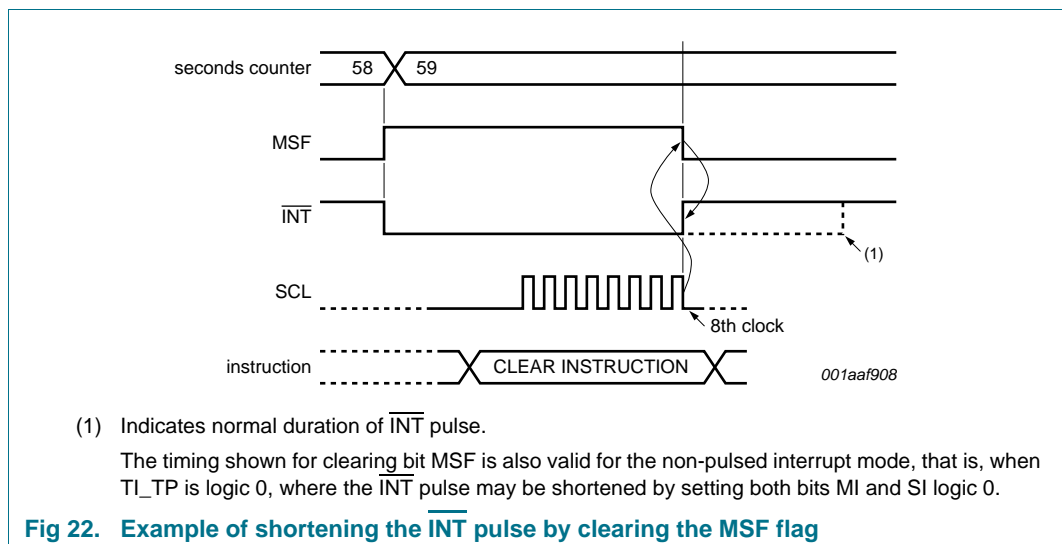 seconds counter 58 59
MSF
INT
(1)
SCL
8th clock
instruction CLEAR INSTRUCTION
001aaf908
(1) Indicates normal duration of INT pulse.
The timing shown for clearing bit MSF is also valid for the non-pulsed interrupt mode, that is, when
TI_TP is logic 0, where the INT pulse may be shortened by setting both bits MI and SI logic 0.
Fig 22. Example of shortening the INT pulse by clearing the MSF flag